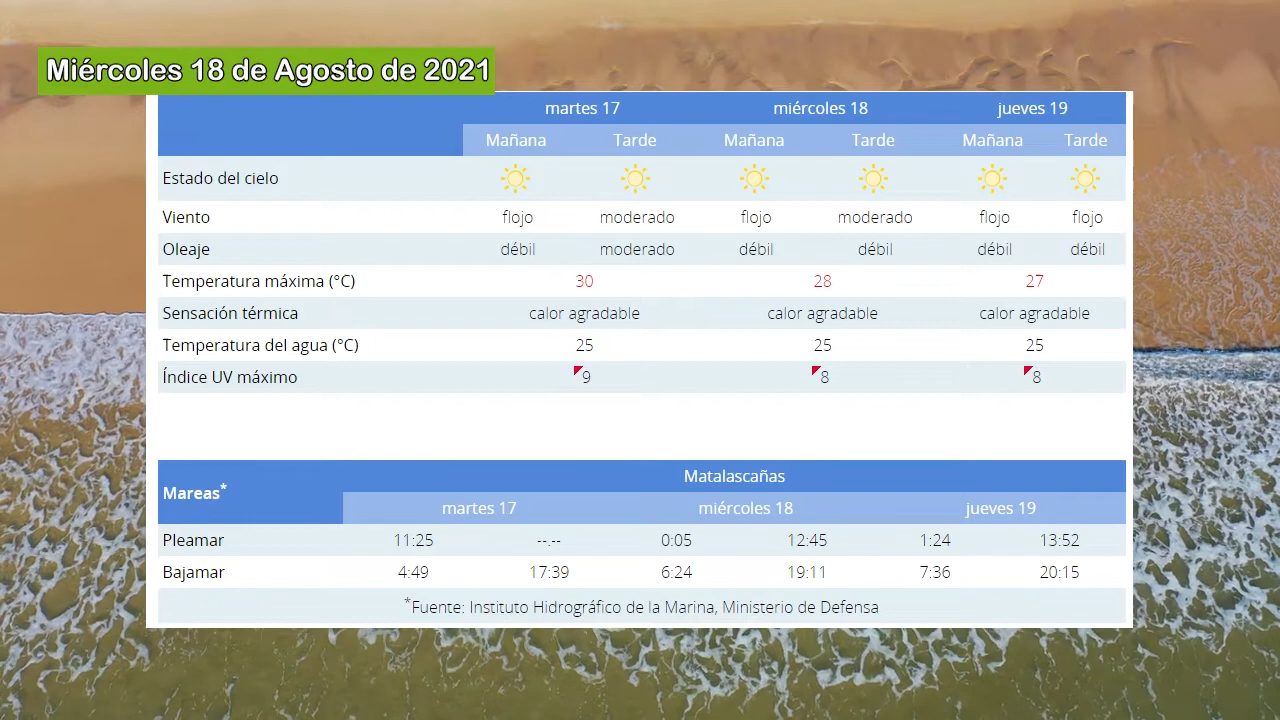 Miércoles 18 de Agosto de 2021
martes 17 miércoles 18 jueves 19
Mañana Tarde Mañana Tarde Mañana Tarde
Estado del cielo
Viento flojo moderado flojo moderado flojo flojo
Oleaje débil moderado débil débil débil débil
Temperatura máxima (°C) 30 28 27
Sensación térmica calor agradable calor agradable calor agradable
Temperatura del agua (°C) 25 25 25
Índice UV máximo 9 8 8
Matalascañas
Mareas*
martes 17 miércoles 18 jueves 19
Pleamar 11:25 --.-- 0:05 12:45 1:24 13:52
Bajamar 4:49 17:39 6:24 19:11 7:36 20:15
*Fuente: Instituto Hidrográfico de la Marina, Ministerio de Defensa